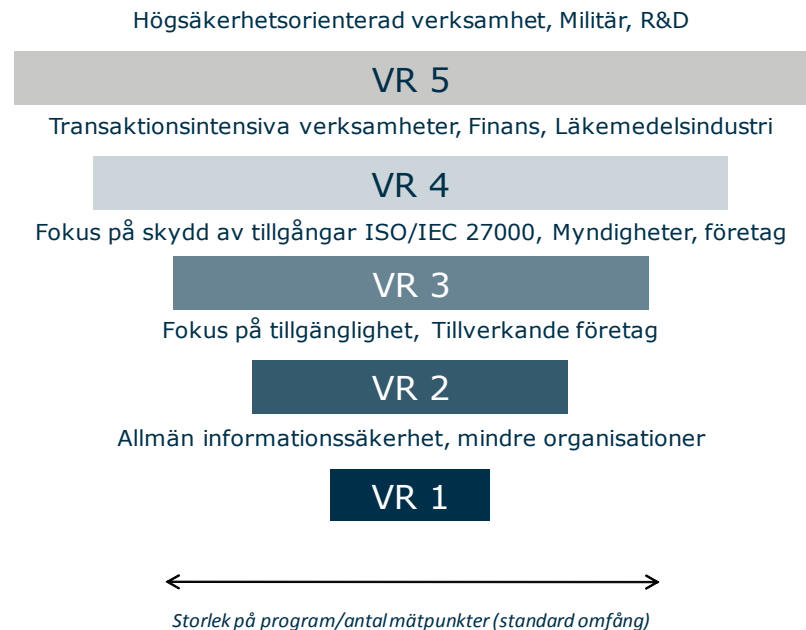 Högsäkerhetsorienterad verksamhet, Militär, R&D
VR 5
Transaktionsintensiva verksamheter, Finans, Läkemedelsindustri
VR 4
Fokus på skydd av tillgångar ISO/IEC 27000, Myndigheter, företag
VR 3
Fokus på tillgänglighet, Tillverkande företag
VR 2
Allmän informationssäkerhet, mindre organisationer
VR 1
Storlek på program/antal mätpunkter (standard omfång)